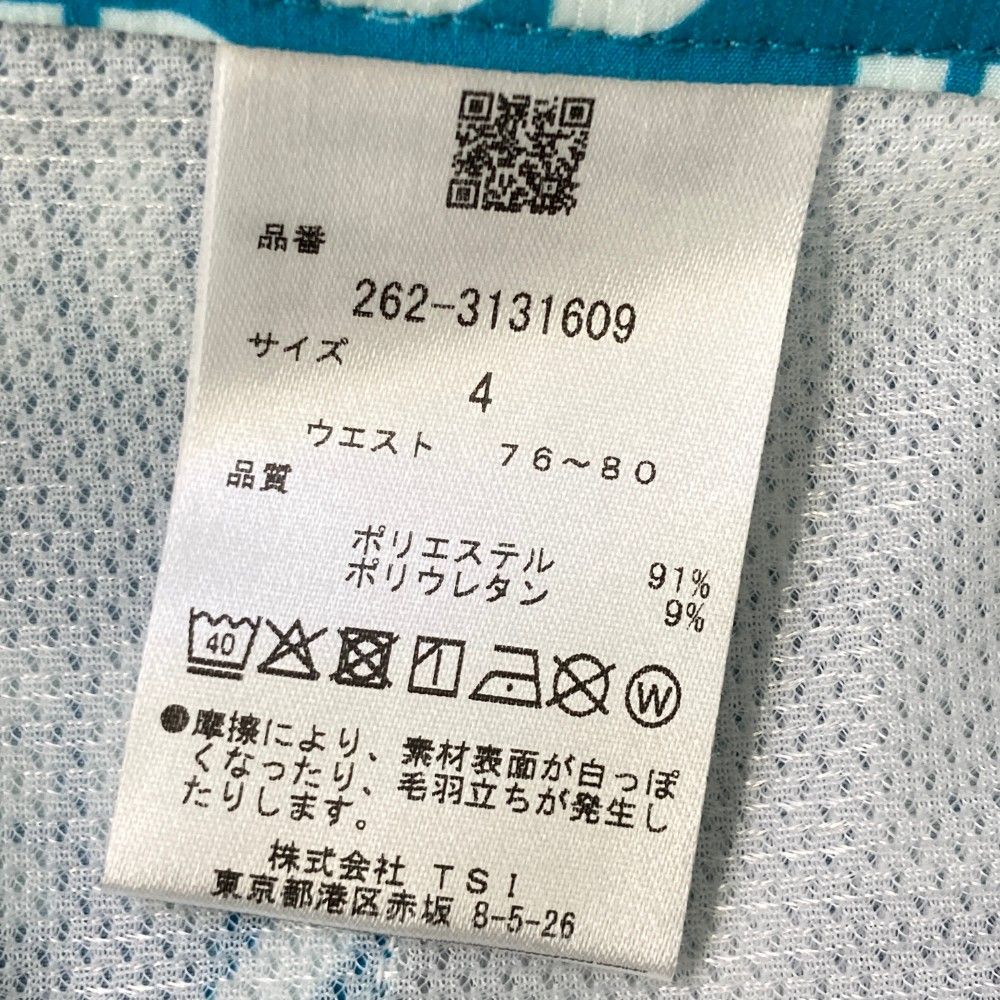 品番
262-3131609
サイズ
4
ウエスト 76～80
品質
ポリエステル 91%
ポリウレタン 9%
40
W
●摩擦により、素材表面が白っぽ
くなったり、毛羽立ちが発生し
たりします。
株式会社 TSI
東京都港区赤坂 8-5-26